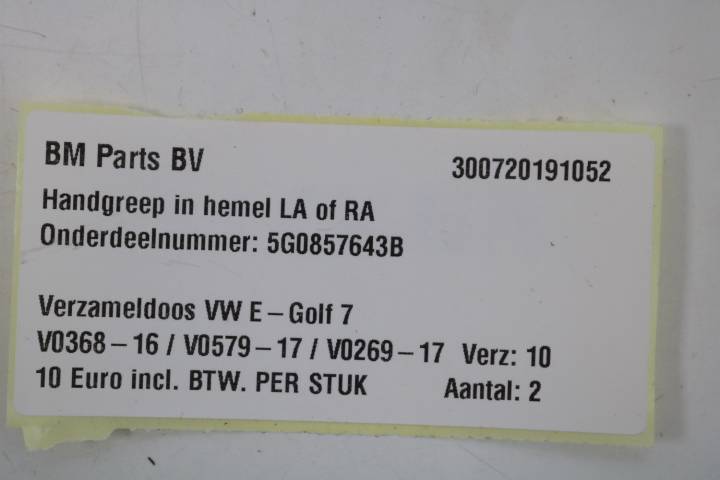 BM Parts BV 300720191052
Handgreep in hemel LA of RA
Onderdeelnummer: 5G0857643B
Verzameldoos VW E-Golf 7
V0368-16 / V0579-17 / V0269-17 Verz: 10
10 Euro incl. BTW. PER STUK Aantal: 2